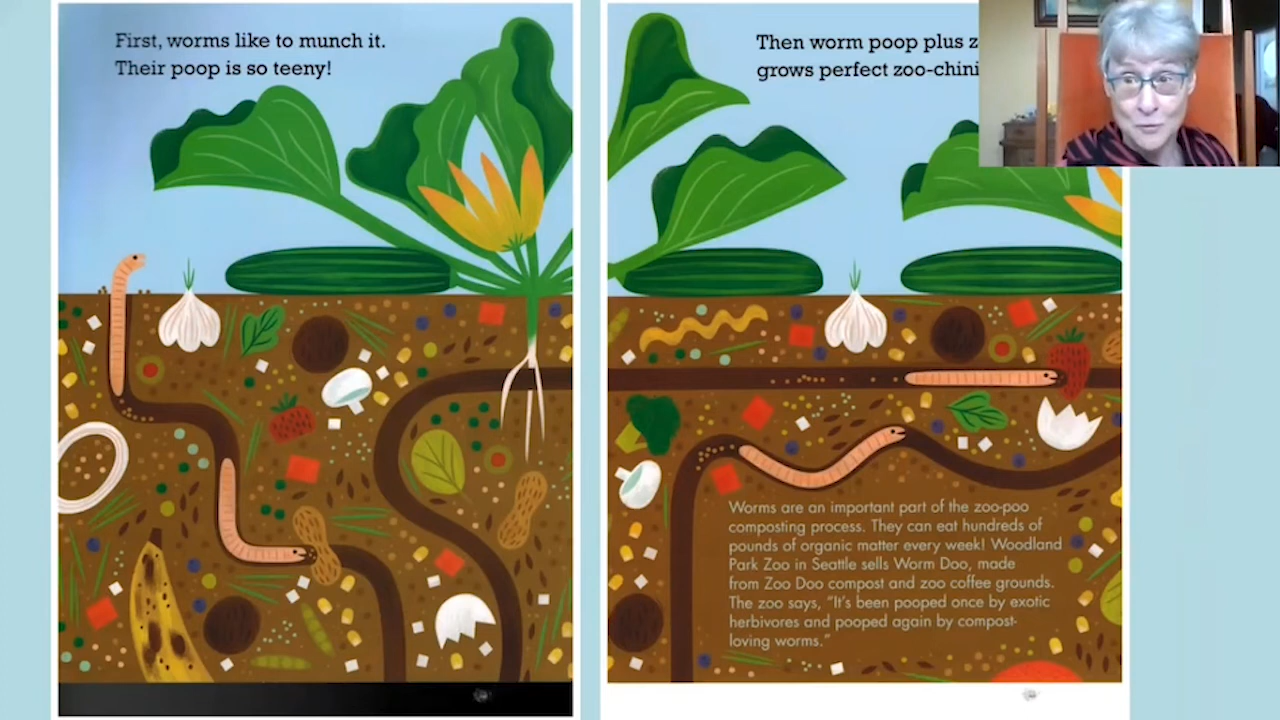 First, worms like to munch it.
Their poop is so teeny!
Then worm poop plus
grows perfect zoo-chini
Worms are an important part of the zoo-poo
composting process. They can eat hundreds of
pounds of organic matter every week! Woodland
Park Zoo in Seattle sells Worm Doo, made
from Zoo Doo compost and zoo coffee grounds.
The zoo says, “It’s been pooped once by exotic
herbivores and pooped again by compost-
loving worms.”